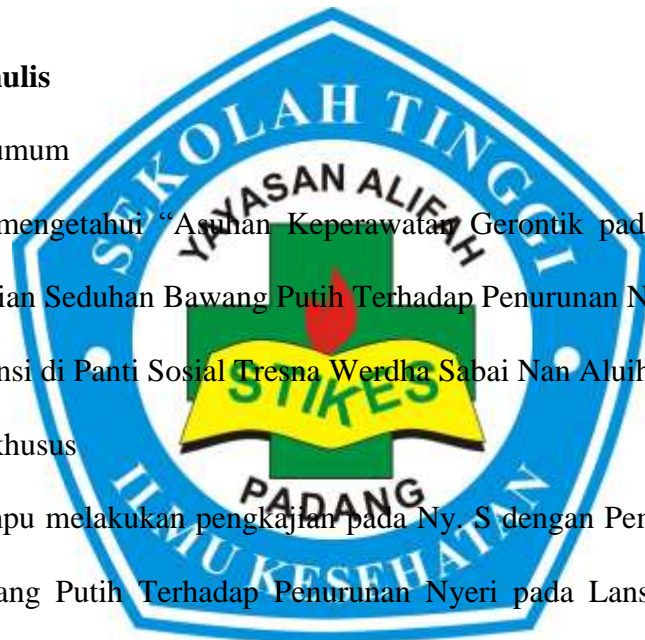 SEKOLAH TINGGI
YAYASAN ALIFAH
STIKES
PADANG
ILMU KESEHATAN
umum
mengetahui "Asuhan Keperawatan Gerontik pad
ian Seduhan Bawang Putih Terhadap Penurunan N
nsi di Panti Sosial Tresna Werdha Sabai Nan Aluih
khusus
pu melakukan pengkajian pada Ny. S dengan Pen
ang Putih Terhadap Penurunan Nyeri pada Lans